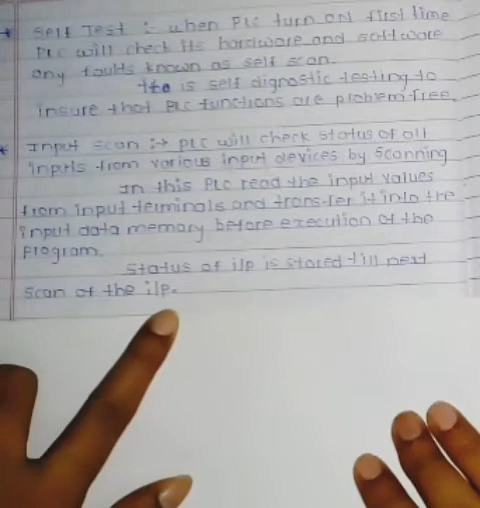 * Self Test :- when PLC turn on first time
PLC will check its hardware and software
any faults known as self scan.
It is self dignostic testing to
insure that PLC functions are problem free.
* Input scan :-> PLC will check status of all
inputs from various input devices by scanning
In this PLC read the input values
from input terminals and transfer it into the
input data memory before execution of the
program.
Status of i/p is stored till next
scan of the i/p.